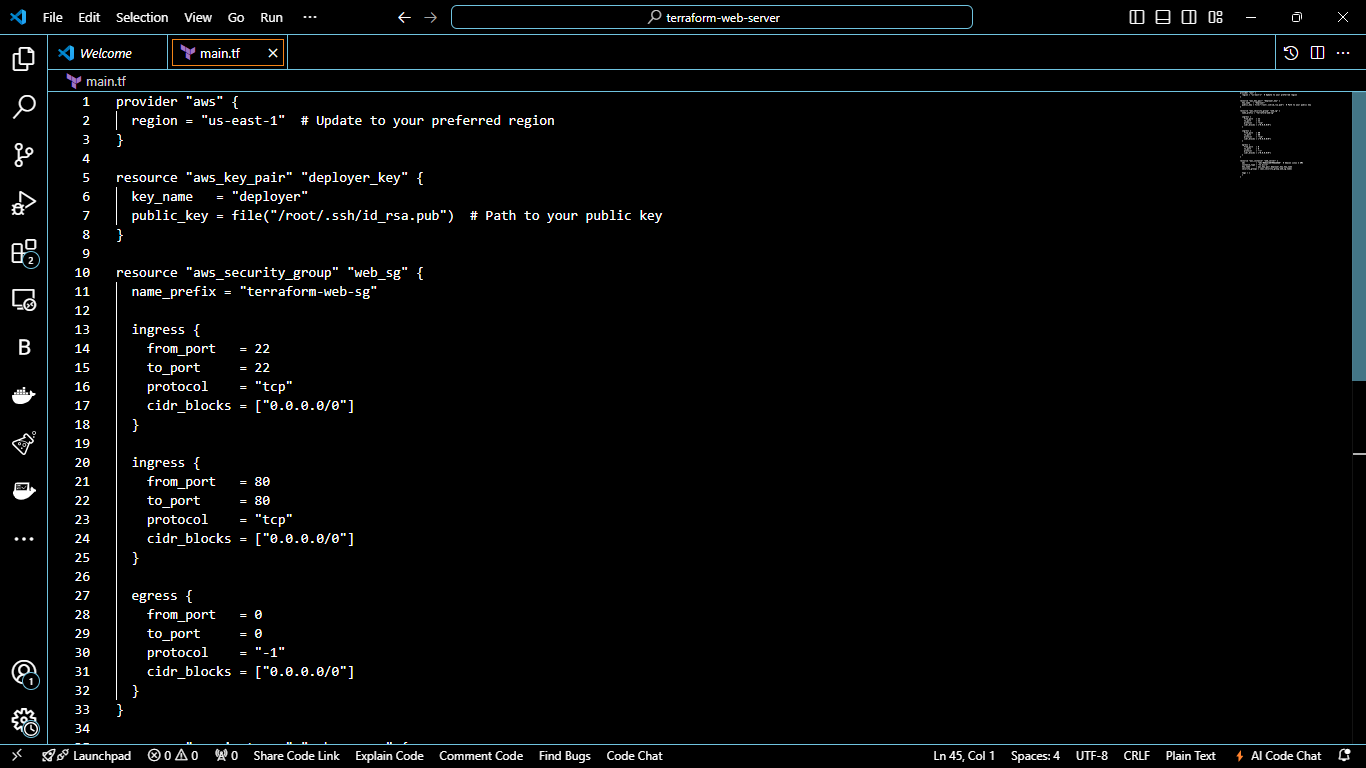 File Edit Selection View Go Run ··· terraform-web-server
Welcome main.tf
main.tf
1 provider "aws" {
2   region = "us-east-1"  # Update to your preferred region
3 }
4
5 resource "aws_key_pair" "deployer_key" {
6   key_name   = "deployer"
7   public_key = file("/root/.ssh/id_rsa.pub")  # Path to your public key
8 }
9
10 resource "aws_security_group" "web_sg" {
11   name_prefix = "terraform-web-sg"
12
13   ingress {
14     from_port   = 22
15     to_port     = 22
16     protocol    = "tcp"
17     cidr_blocks = ["0.0.0.0/0"]
18   }
19
20   ingress {
21     from_port   = 80
22     to_port     = 80
23     protocol    = "tcp"
24     cidr_blocks = ["0.0.0.0/0"]
25   }
26
27   egress {
28     from_port   = 0
29     to_port     = 0
30     protocol    = "-1"
31     cidr_blocks = ["0.0.0.0/0"]
32   }
33 }
34
2
B
1
Launchpad 0 0 0 Share Code Link Explain Code Comment Code Find Bugs Code Chat Ln 45, Col 1 Spaces: 4 UTF-8 CRLF Plain Text AI Code Chat